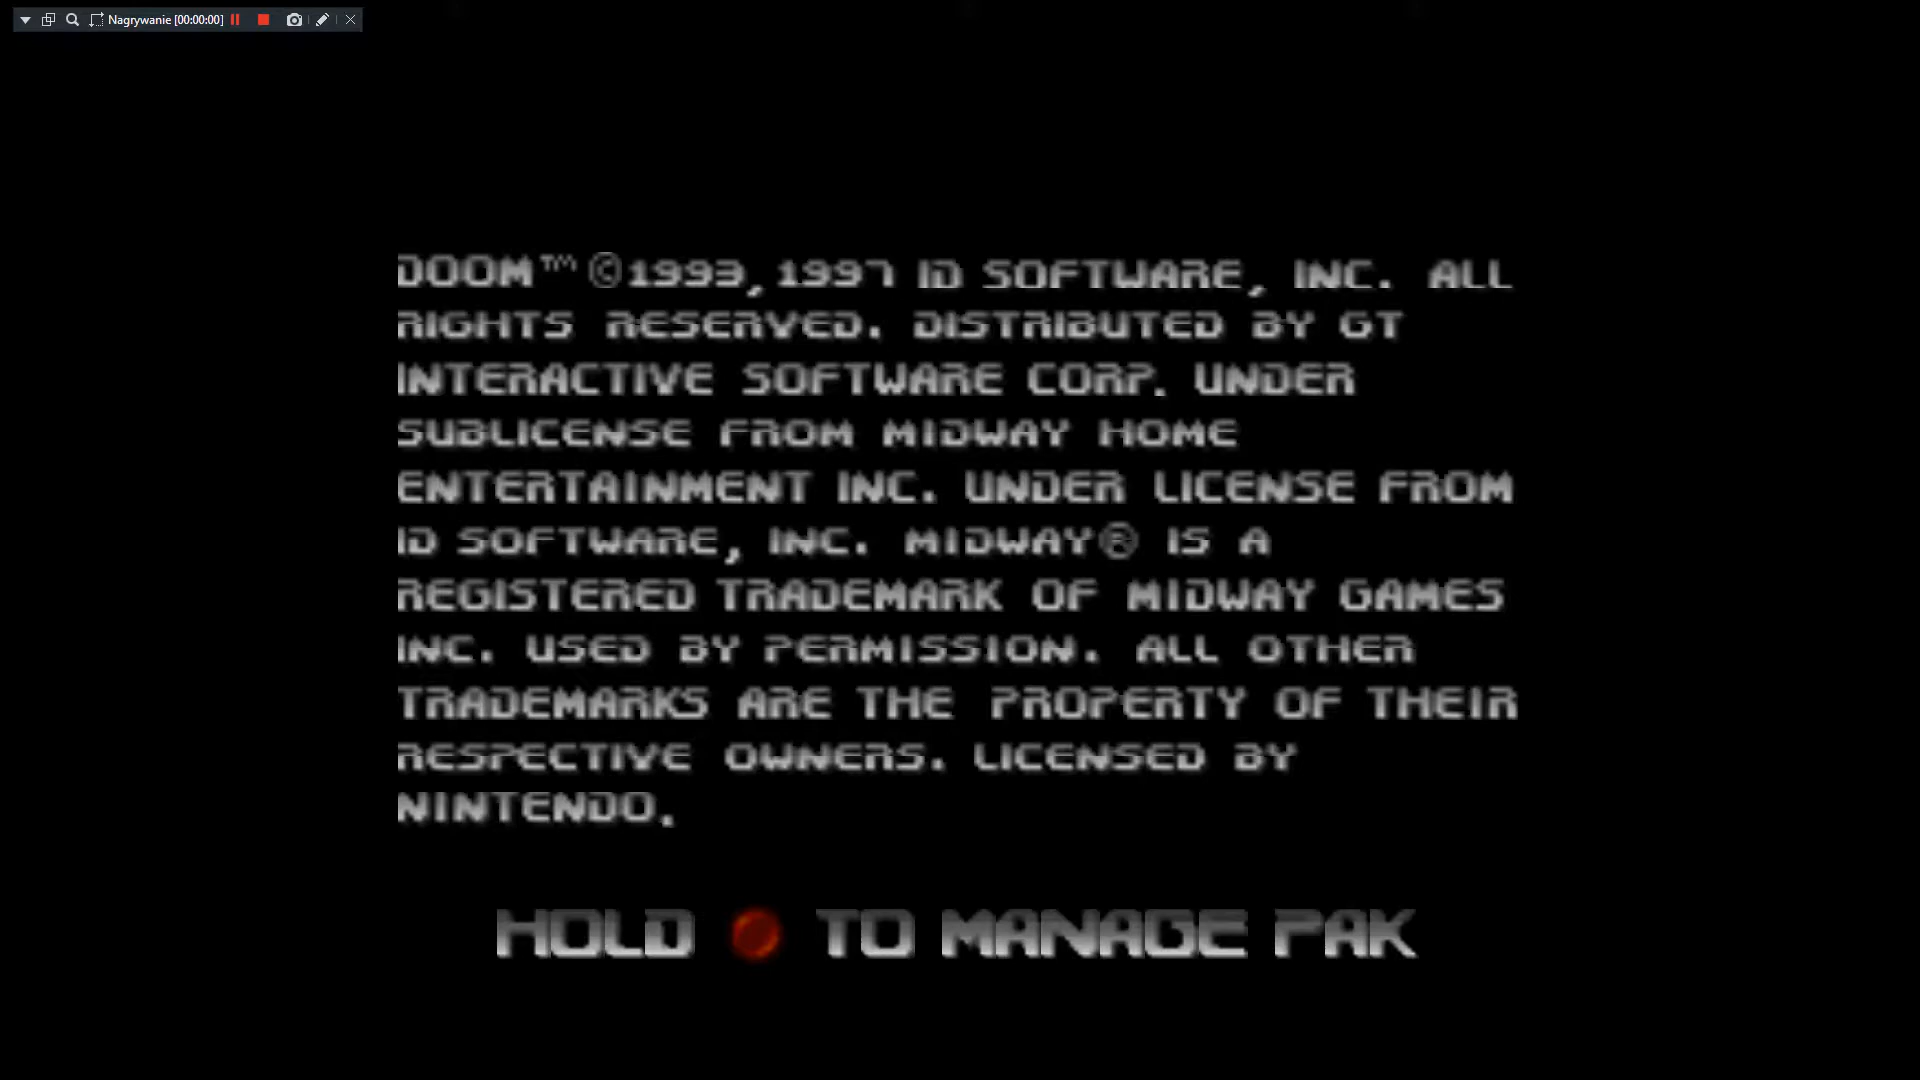 Nagrywanie [00:00:00]
DOOM™ ©1993,1997 ID SOFTWARE, INC. ALL
RIGHTS RESERVED. DISTRIBUTED BY GT
INTERACTIVE SOFTWARE CORP. UNDER
SUBLICENSE FROM MIDWAY HOME
ENTERTAINMENT INC. UNDER LICENSE FROM
ID SOFTWARE, INC. MIDWAY® IS A
REGISTERED TRADEMARK OF MIDWAY GAMES
INC. USED BY PERMISSION. ALL OTHER
TRADEMARKS ARE THE PROPERTY OF THEIR
RESPECTIVE OWNERS. LICENSED BY
NINTENDO.
HOLD TO MANAGE PAK